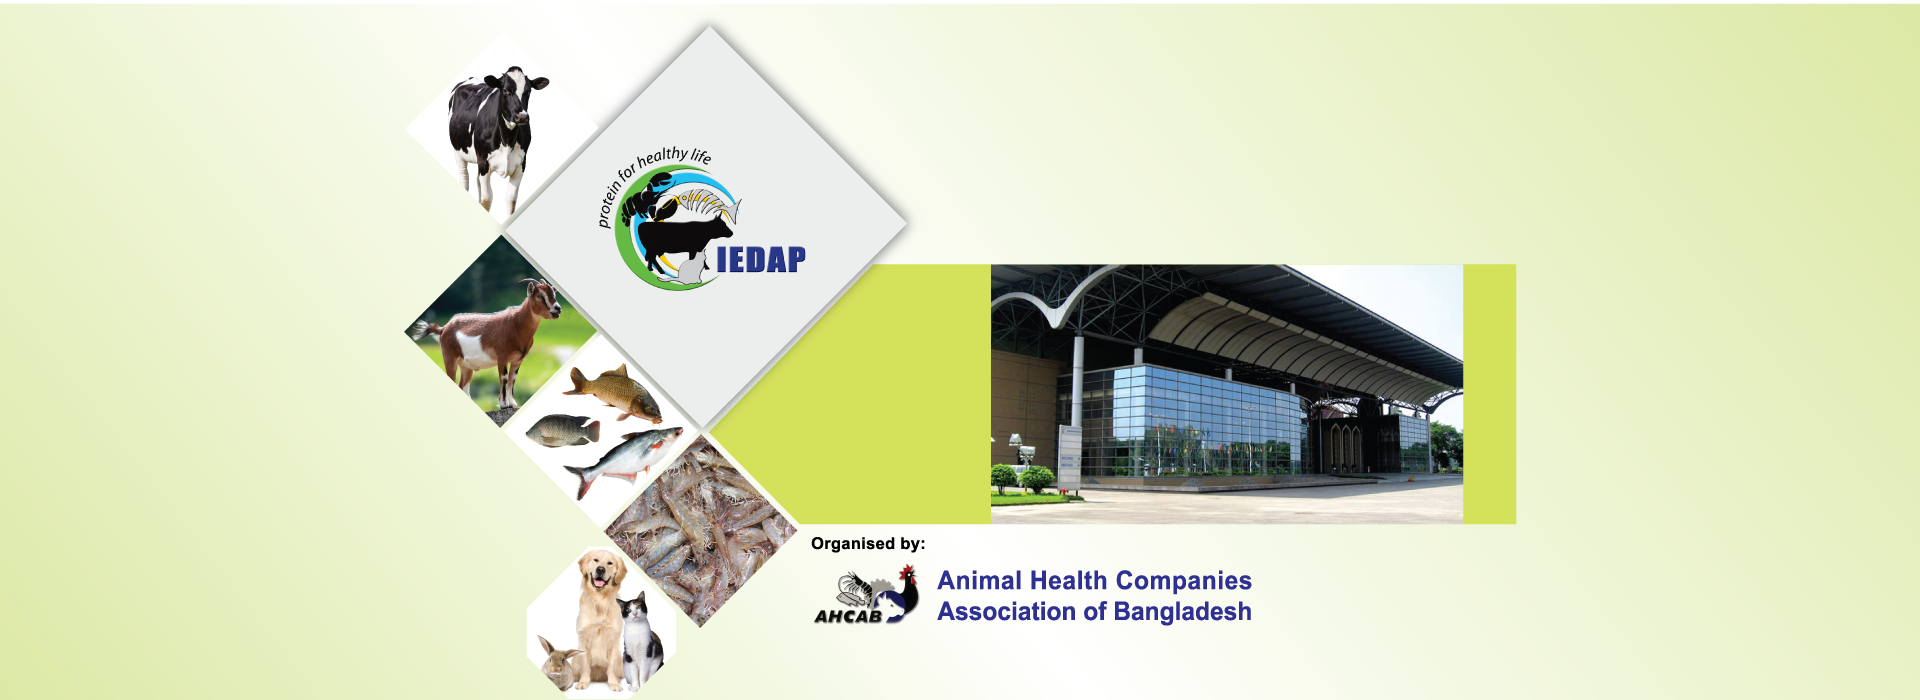 protein for healthy life
IEDAP
Organised by:
AHCAB
Animal Health Companies
Association of Bangladesh